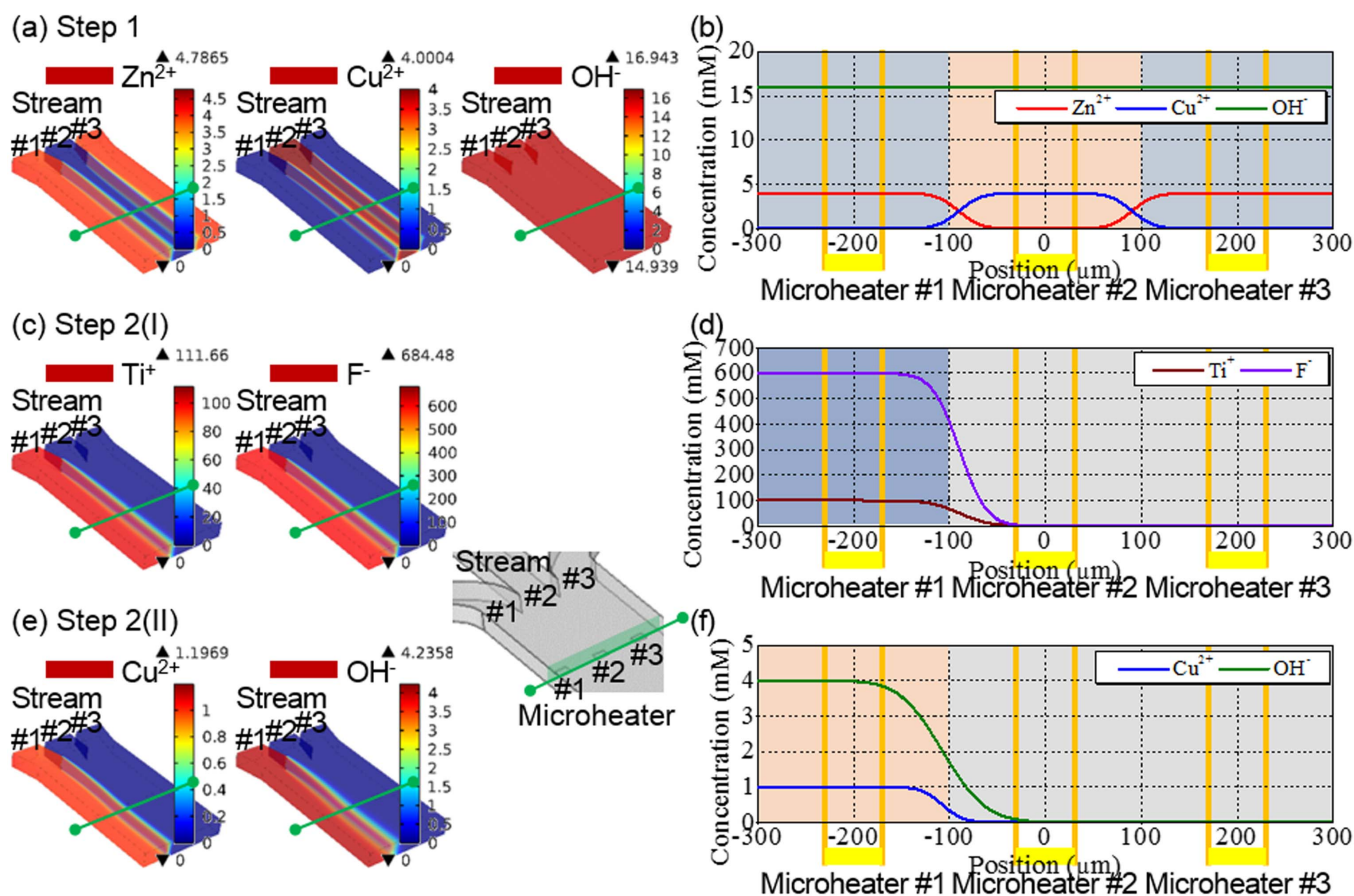 (a) Step 1
▲ 4.7865
▲ 4.0004
▲ 16.943
Zn²⁺
Cu²⁺
OH⁻
Stream
#1 #2 #3
4.5
4
3.5
3
2.5
2
1.5
1
0.5
0
▼ 0
Stream
#1 #2 #3
4
3.5
3
2.5
2
1.5
1
0.5
0
▼ 0
Stream
#1 #2 #3
16
14
12
10
8
6
4
2
0
▼ 14.939
(b)
Concentration (mM)
20
15
10
5
0
Zn²⁺ Cu²⁺ OH⁻
-300 -200 -100 0 100 200 300
Position (µm)
Microheater #1 Microheater #2 Microheater #3
(c) Step 2(I)
▲ 111.66
▲ 684.48
Ti⁺
F⁻
Stream
#1 #2 #3
100
80
60
40
20
0
▼ 0
Stream
#1 #2 #3
600
500
400
300
200
100
0
▼ 0
(d)
Concentration (mM)
700
600
500
400
300
200
100
0
Ti⁺ F⁻
-300 -200 -100 0 100 200 300
Position (µm)
Microheater #1 Microheater #2 Microheater #3
Stream
#1 #2 #3
#1 #2 #3
Microheater
(e) Step 2(II)
▲ 1.1969
▲ 4.2358
Cu²⁺
OH⁻
Stream
#1 #2 #3
1
0.8
0.6
0.4
0.2
0
▼ 0
Stream
#1 #2 #3
4
3.5
3
2.5
2
1.5
1
0.5
0
▼ 0
(f)
Concentration (mM)
5
4
3
2
1
0
Cu²⁺ OH⁻
-300 -200 -100 0 100 200 300
Position (µm)
Microheater #1 Microheater #2 Microheater #3